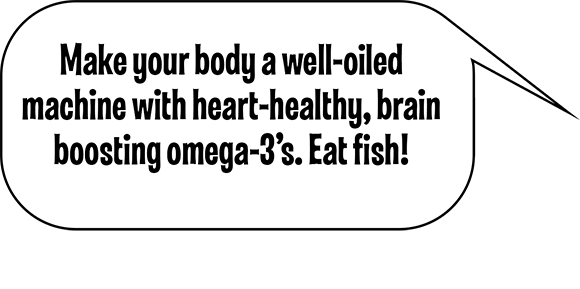 Make your body a well-oiled
machine with heart-healthy, brain
boosting omega-3’s. Eat fish!